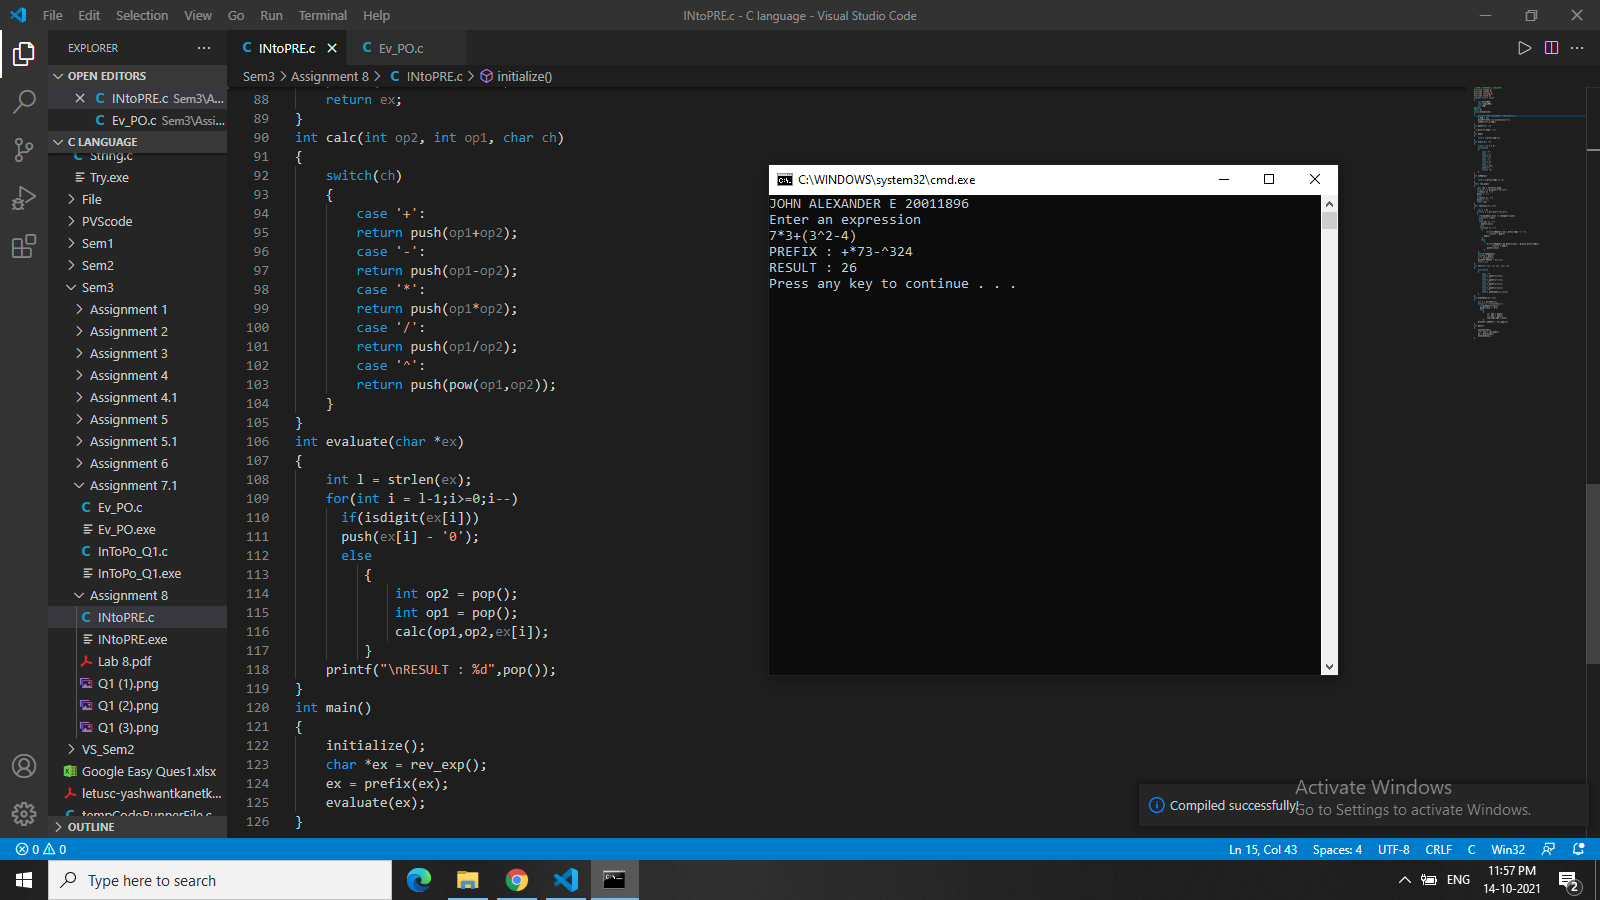 File Edit Selection View Go Run Terminal Help
INtoPRE.c - C language - Visual Studio Code
EXPLORER
OPEN EDITORS
INtoPRE.c Sem3\A...
Ev_PO.c Sem3\Assi...
C LANGUAGE
String.c
Try.exe
File
PVScode
Sem1
Sem2
Sem3
Assignment 1
Assignment 2
Assignment 3
Assignment 4
Assignment 4.1
Assignment 5
Assignment 5.1
Assignment 6
Assignment 7.1
Ev_PO.c
Ev_PO.exe
InToPo_Q1.c
InToPo_Q1.exe
Assignment 8
INtoPRE.c
INtoPRE.exe
Lab 8.pdf
Q1 (1).png
Q1 (2).png
Q1 (3).png
VS_Sem2
Google Easy Ques1.xlsx
letusc-yashwantkanetk...
tempCodeRunnerFile.c
OUTLINE
INtoPRE.c
Ev_PO.c
Sem3 > Assignment 8 > INtoPRE.c > initialize()
88 return ex;
89 }
90 int calc(int op2, int op1, char ch)
91 {
92 switch(ch)
93 {
94 case '+':
95 return push(op1+op2);
96 case '-':
97 return push(op1-op2);
98 case '*':
99 return push(op1*op2);
100 case '/':
101 return push(op1/op2);
102 case '^':
103 return push(pow(op1,op2));
104 }
105 }
106 int evaluate(char *ex)
107 {
108 int l = strlen(ex);
109 for(int i = l-1;i>=0;i--)
110 if(isdigit(ex[i]))
111 push(ex[i] - '0');
112 else
113 {
114 int op2 = pop();
115 int op1 = pop();
116 calc(op1,op2,ex[i]);
117 }
118 printf("\nRESULT : %d",pop());
119 }
120 int main()
121 {
122 initialize();
123 char *ex = rev_exp();
124 ex = prefix(ex);
125 evaluate(ex);
126 }
C:\WINDOWS\system32\cmd.exe
JOHN ALEXANDER E 20011896
Enter an expression
7*3+(3^2-4)
PREFIX : +*73-^324
RESULT : 26
Press any key to continue . . .
Compiled successfully!
Activate Windows
Go to Settings to activate Windows.
0 0
Ln 15, Col 43 Spaces: 4 UTF-8 CRLF C Win32
Type here to search
ENG
11:57 PM
14-10-2021
2